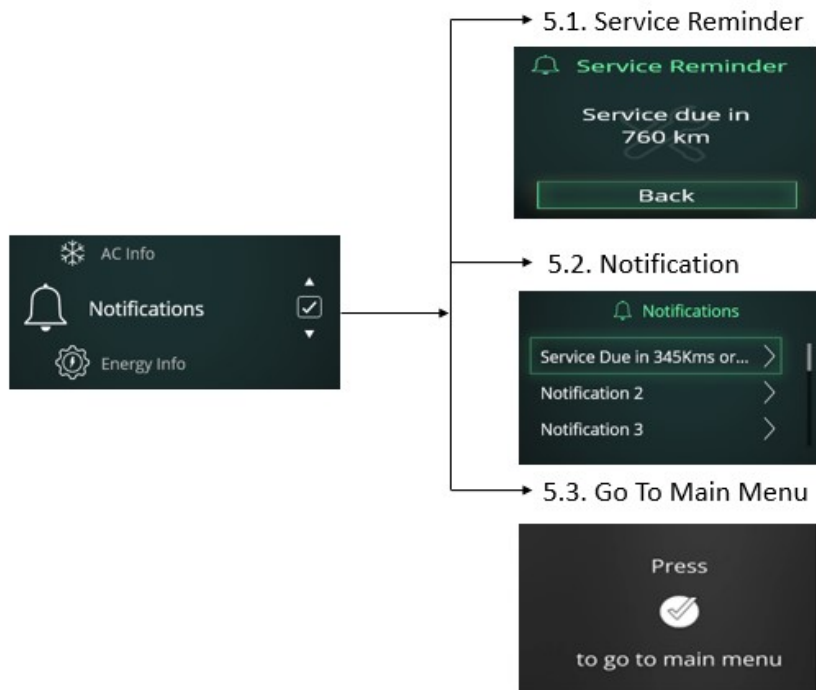 5.1. Service Reminder
Service Reminder
Service due in
760 km
Back
AC Info
Notifications
Energy Info
5.2. Notification
Notifications
Service Due in 345Kms or...
Notification 2
Notification 3
5.3. Go To Main Menu
Press
to go to main menu